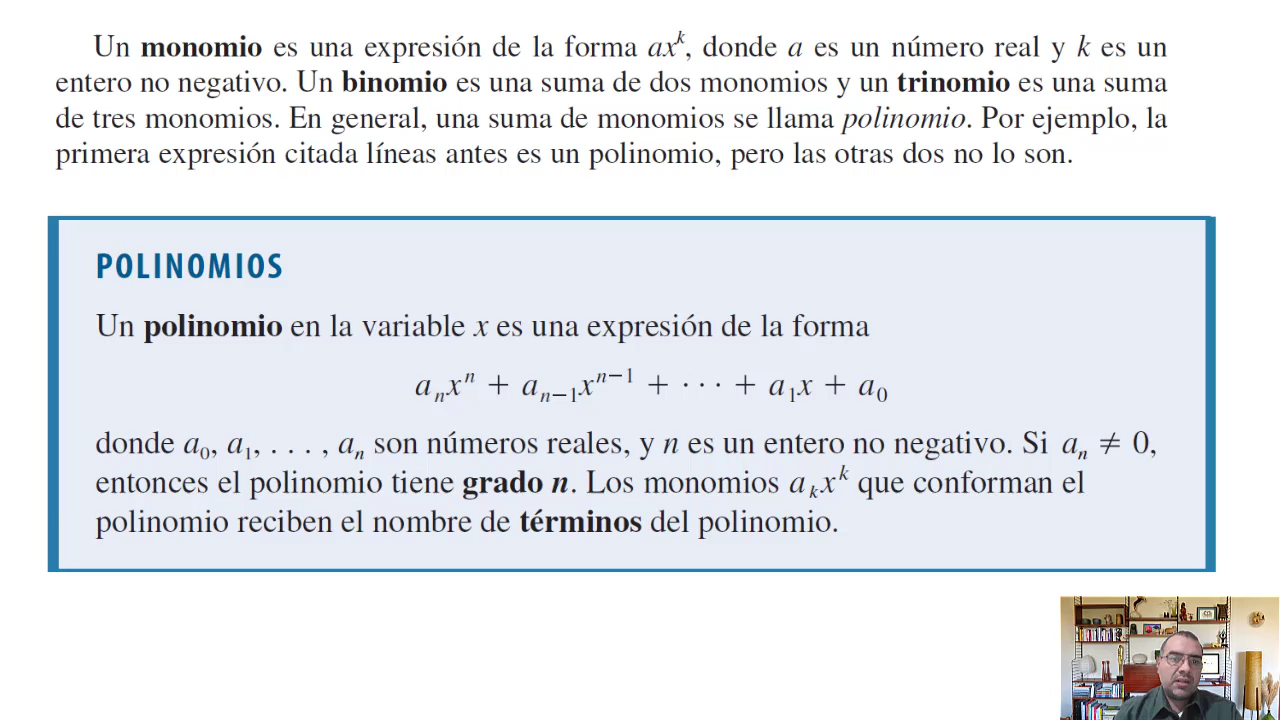 Un monomio es una expresión de la forma axᵏ, donde a es un número real y k es un
entero no negativo. Un binomio es una suma de dos monomios y un trinomio es una suma
de tres monomios. En general, una suma de monomios se llama polinomio. Por ejemplo, la
primera expresión citada líneas antes es un polinomio, pero las otras dos no lo son.
POLINOMIOS
Un polinomio en la variable x es una expresión de la forma
aₙxⁿ + aₙ₋₁xⁿ⁻¹ + · · · + a₁x + a₀
donde a₀, a₁, . . . , aₙ son números reales, y n es un entero no negativo. Si aₙ ≠ 0,
entonces el polinomio tiene grado n. Los monomios aₖxᵏ que conforman el
polinomio reciben el nombre de términos del polinomio.